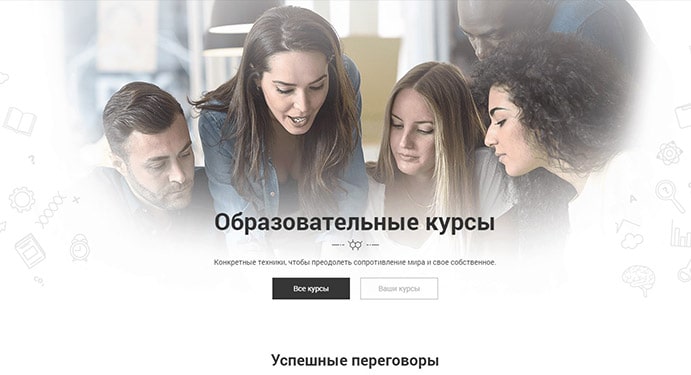 Образовательные курсы
Конкретные техники, чтобы преодолеть сопротивление мира и свое собственное.
Все курсы
Ваши курсы
Успешные переговоры